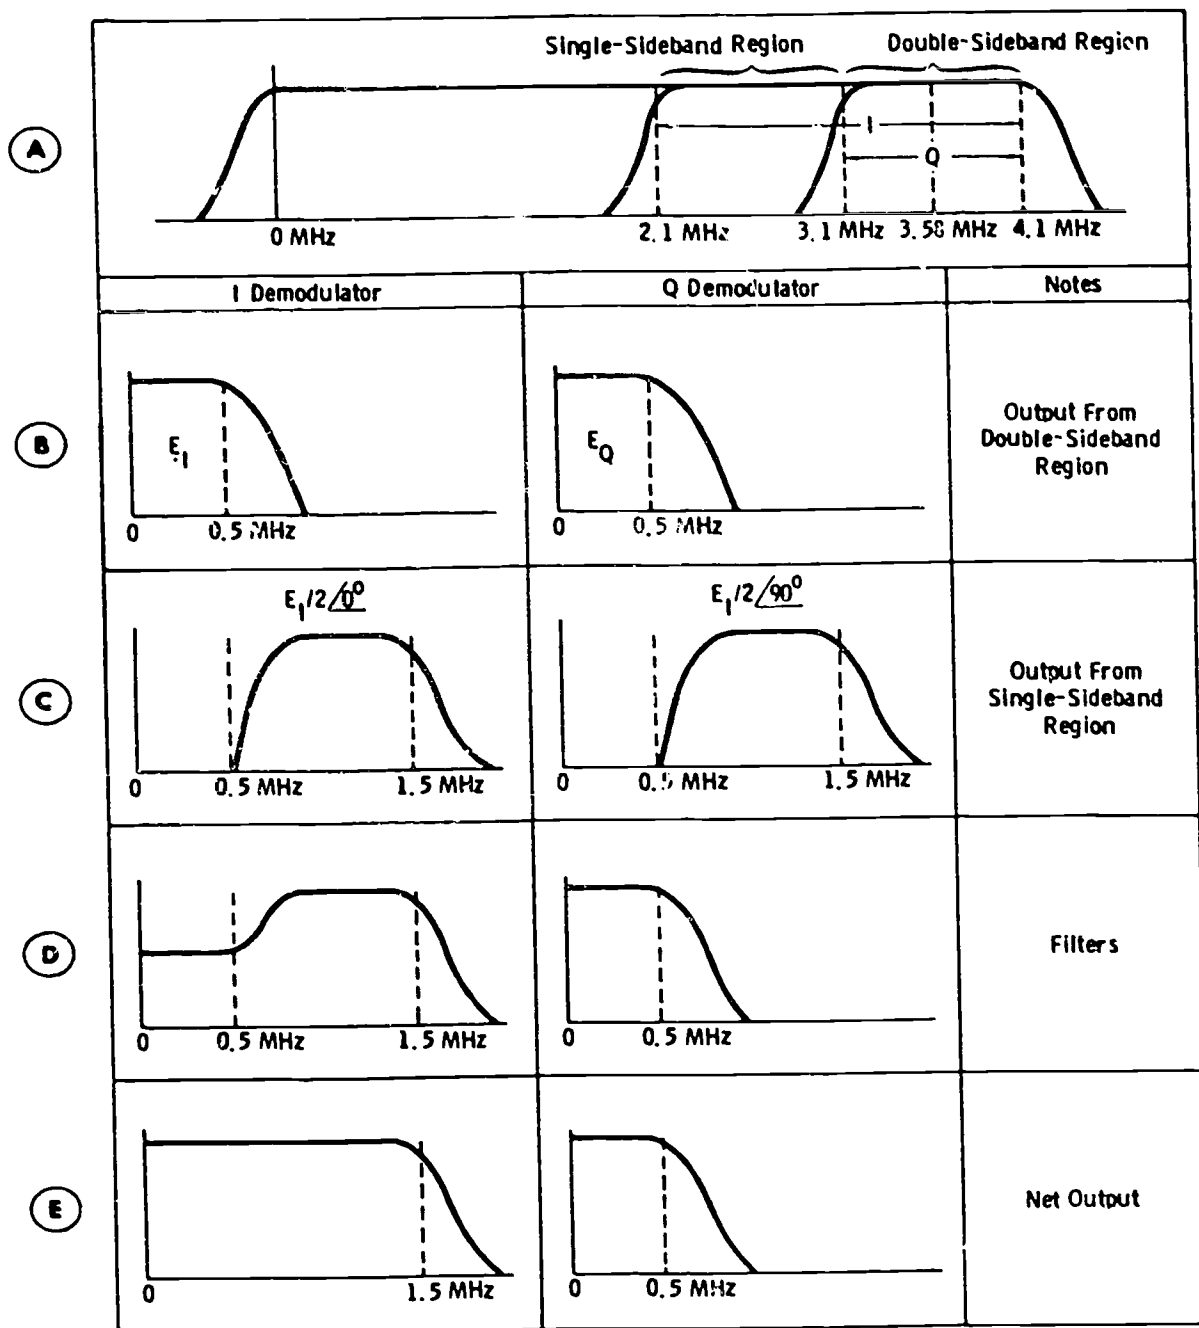 Single-Sideband Region Double-Sideband Region
A
I
Q
0 MHz 2.1 MHz 3.1 MHz 3.58 MHz 4.1 MHz
I Demodulator Q Demodulator Notes
B
E_I
E_Q
Output From
Double-Sideband
Region
0 0.5 MHz
0 0.5 MHz
C
E_I/2 /0°
E_I/2 /90°
Output From
Single-Sideband
Region
0 0.5 MHz 1.5 MHz
0 0.5 MHz 1.5 MHz
D
Filters
0 0.5 MHz 1.5 MHz
0 0.5 MHz
E
Net Output
0 1.5 MHz
0 0.5 MHz